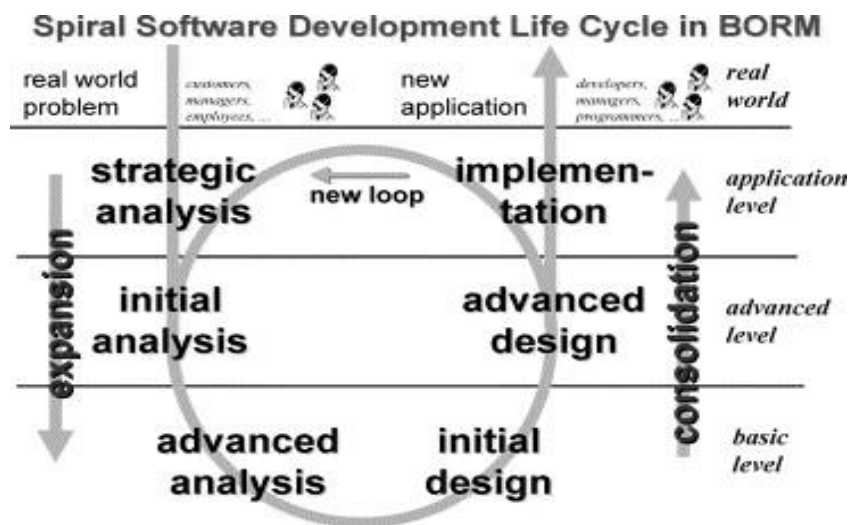 Spiral Software Development Life Cycle in BORM
real world
problem
customers,
managers,
employees, ...
new
application
developers,
managers,
programmers, ...
real
world
strategic
analysis
new loop
implemen-
tation
application
level
expansion
initial
analysis
advanced
design
consolidation
advanced
level
advanced
analysis
initial
design
basic
level